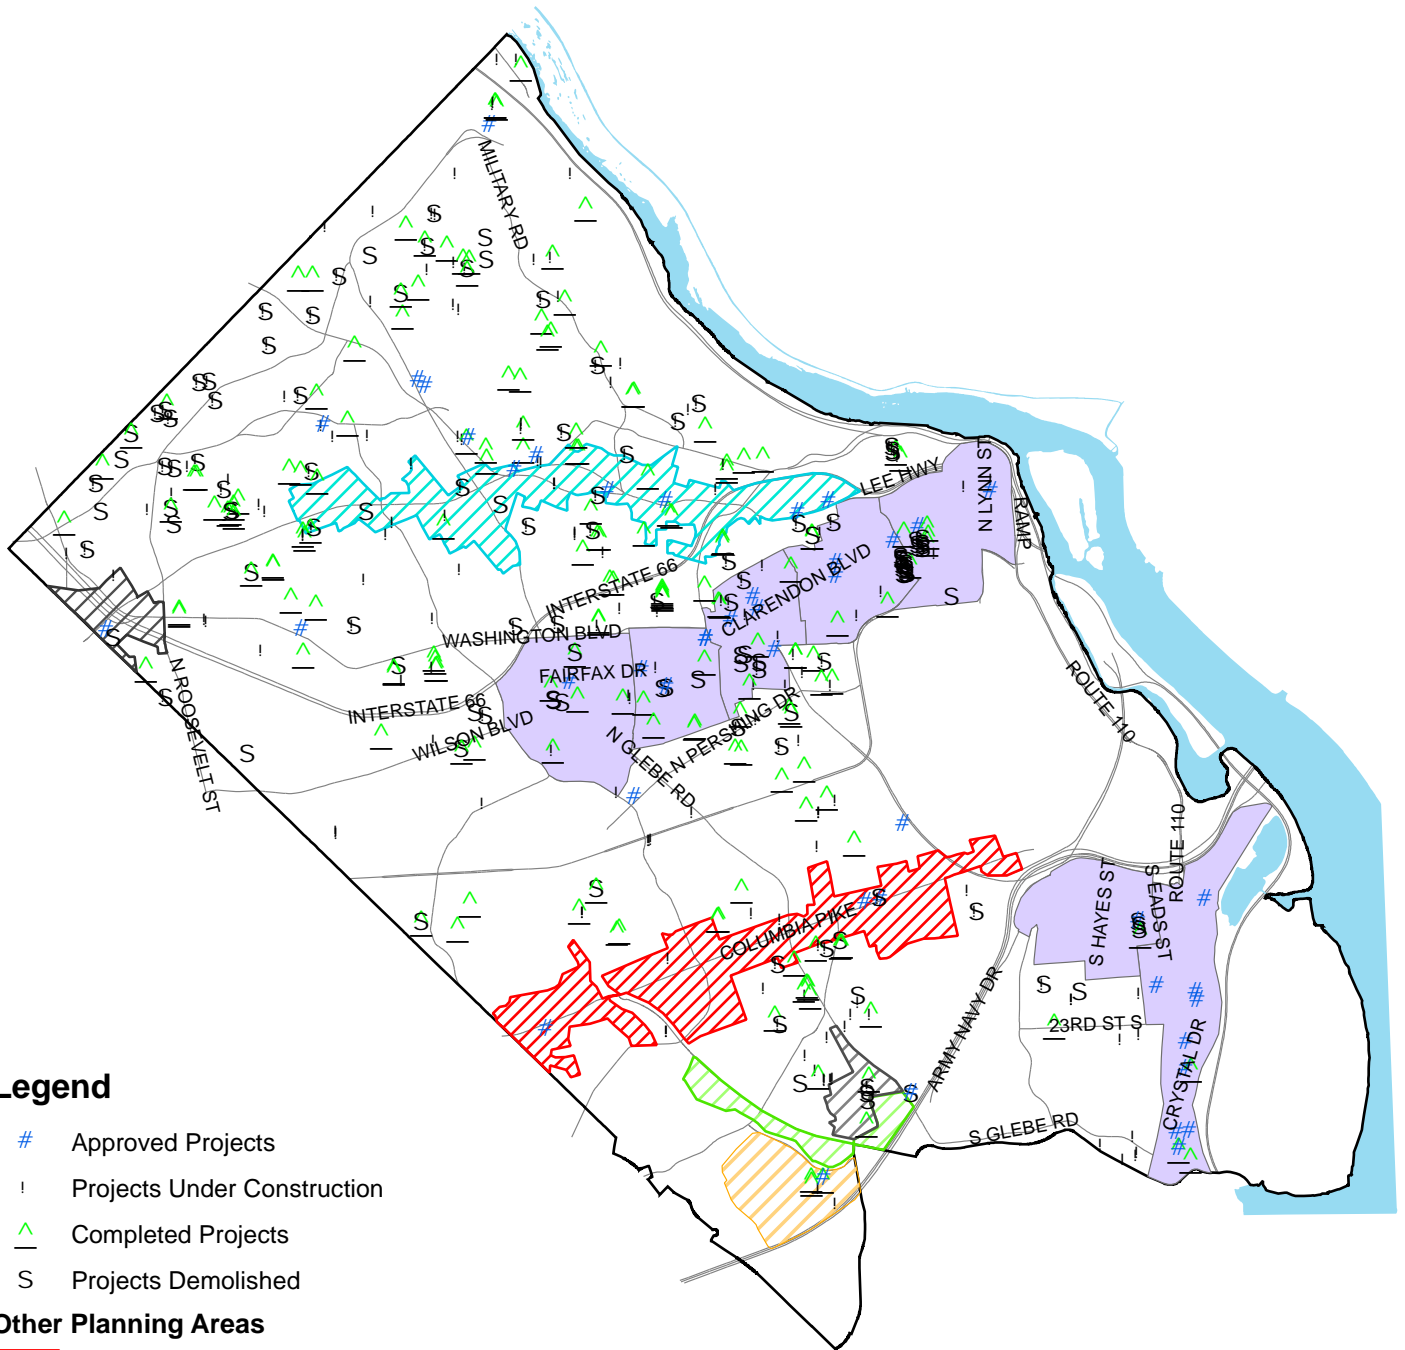 MILITARY RD
N LYNN ST
LEE HWY
RAMP
CLARENDON BLVD
INTERSTATE 66
WASHINGTON BLVD
FAIRFAX DR
N ROOSEVELT ST
INTERSTATE 66
WILSON BLVD
N GLEBE RD
N PERSHING DR
ROUTE 110
ROUTE 110
S HAYES ST
S EADS ST
COLUMBIA PIKE
ARMY NAVY DR
23RD ST S
CRYSTAL DR
S GLEBE RD
Legend
# Approved Projects
! Projects Under Construction
^ Completed Projects
S Projects Demolished
Other Planning Areas